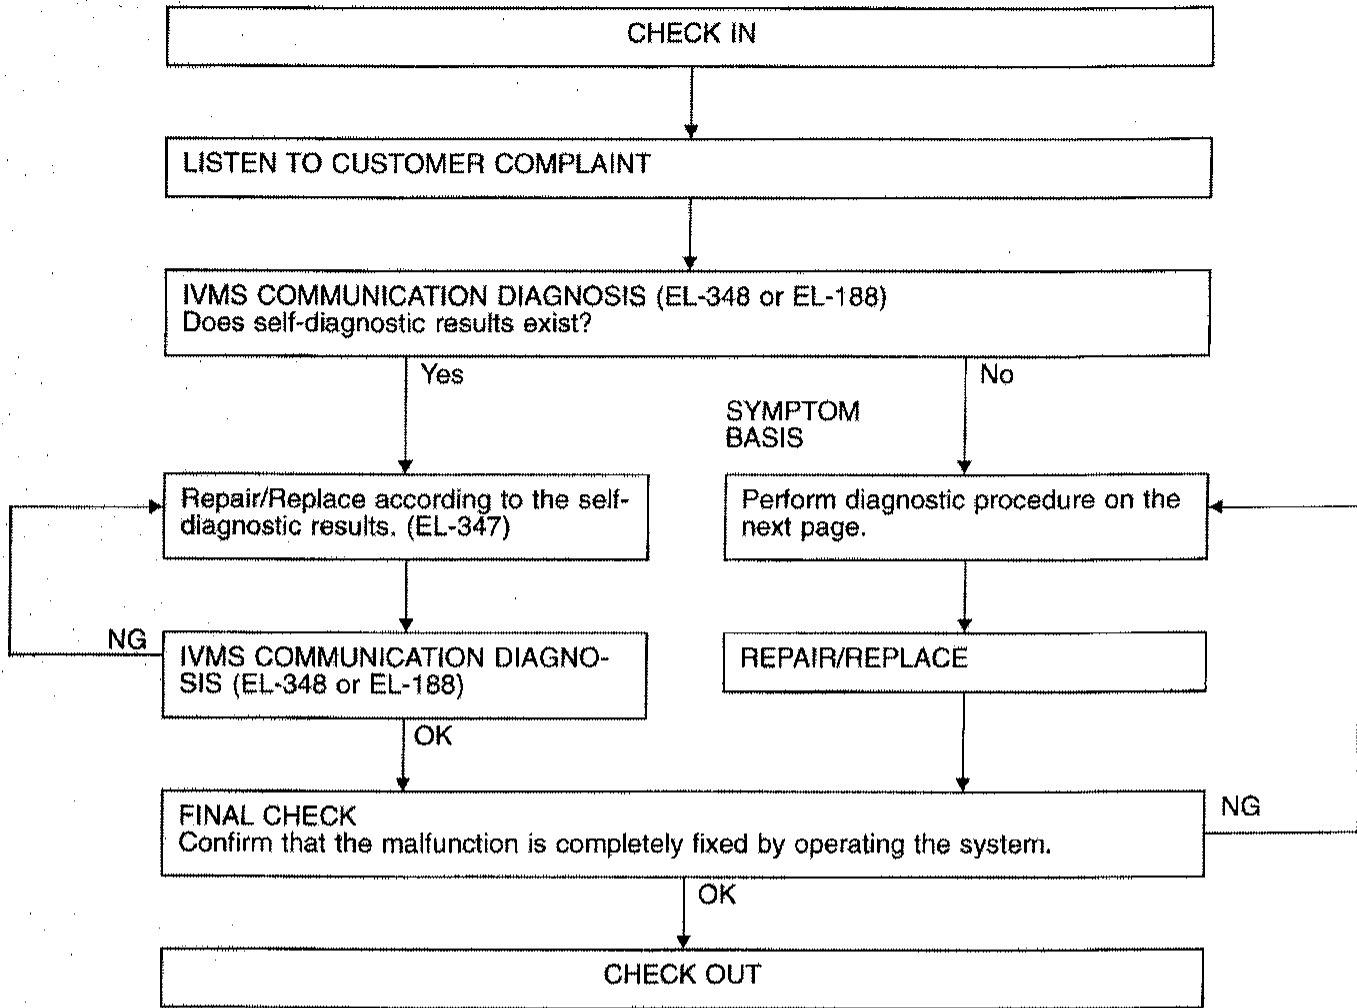 CHECK IN
LISTEN TO CUSTOMER COMPLAINT
IVMS COMMUNICATION DIAGNOSIS (EL-348 or EL-188)
Does self-diagnostic results exist?
Yes
No
SYMPTOM
BASIS
Repair/Replace according to the self-
diagnostic results. (EL-347)
Perform diagnostic procedure on the
next page.
NG
IVMS COMMUNICATION DIAGNO-
SIS (EL-348 or EL-188)
REPAIR/REPLACE
OK
FINAL CHECK
Confirm that the malfunction is completely fixed by operating the system.
NG
OK
CHECK OUT